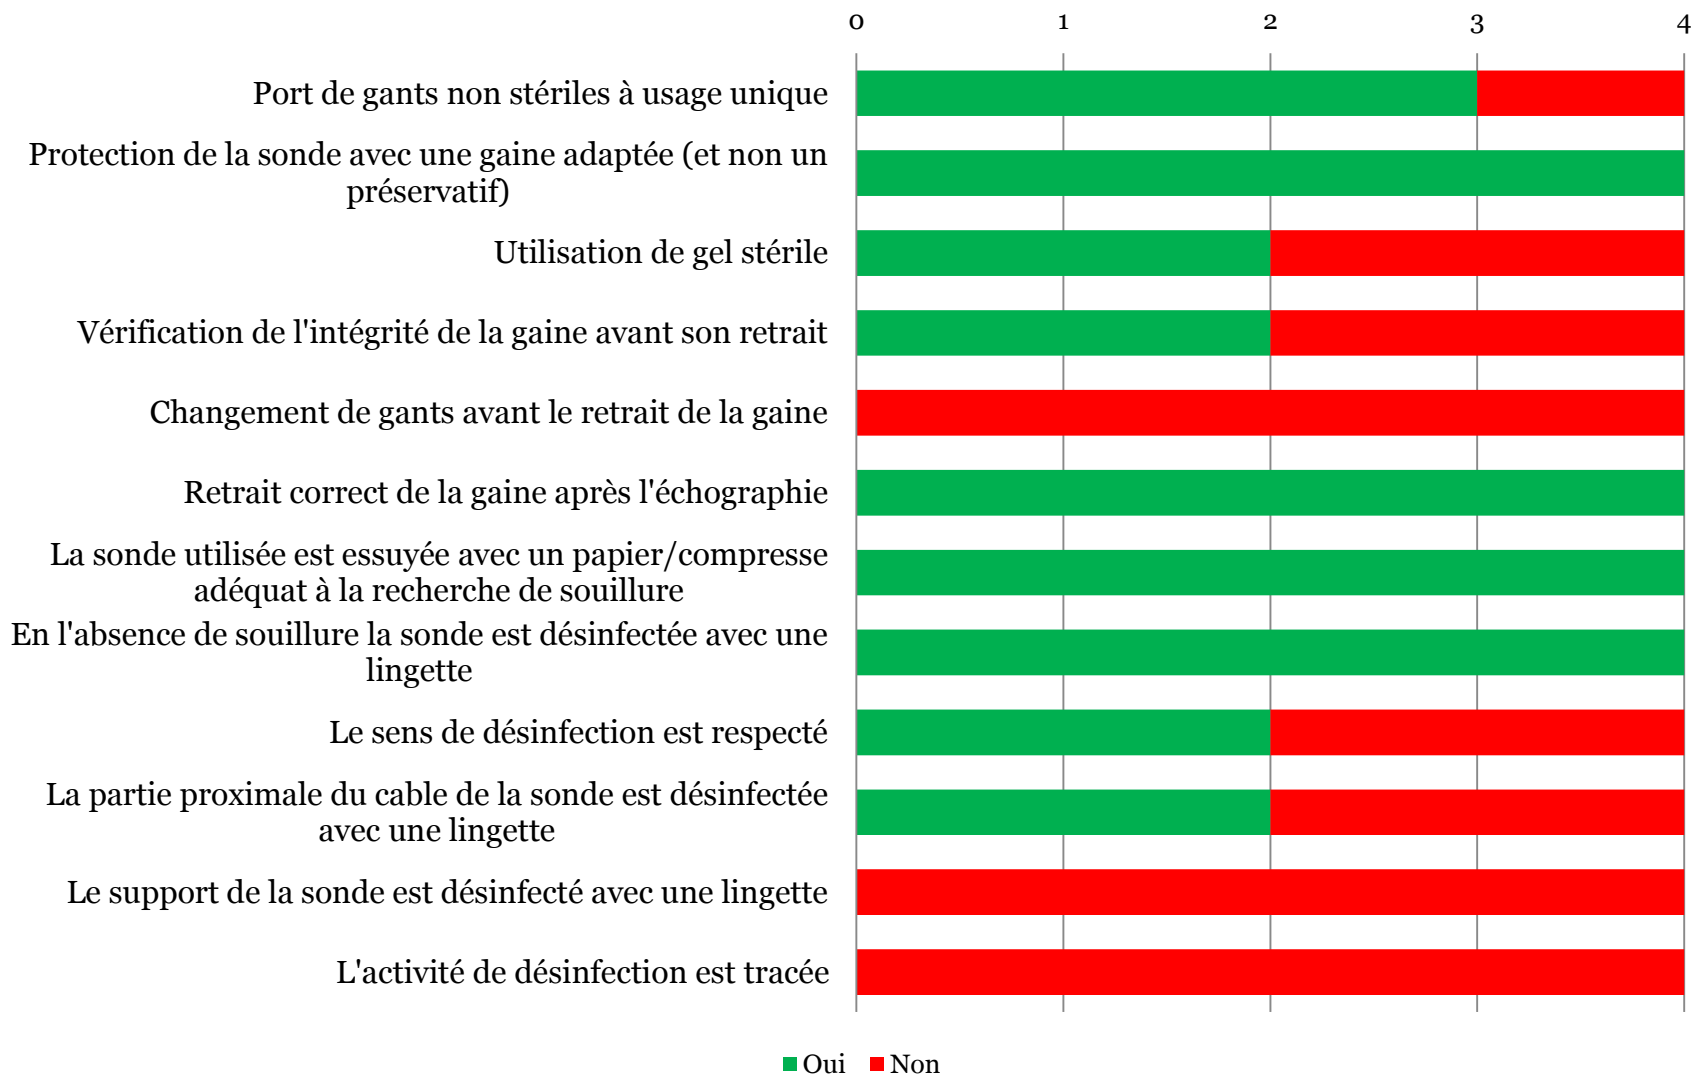 0 1 2 3 4
Port de gants non stériles à usage unique
Protection de la sonde avec une gaine adaptée (et non un
préservatif)
Utilisation de gel stérile
Vérification de l'intégrité de la gaine avant son retrait
Changement de gants avant le retrait de la gaine
Retrait correct de la gaine après l'échographie
La sonde utilisée est essuyée avec un papier/compresse
adéquat à la recherche de souillure
En l'absence de souillure la sonde est désinfectée avec une
lingette
Le sens de désinfection est respecté
La partie proximale du cable de la sonde est désinfectée
avec une lingette
Le support de la sonde est désinfecté avec une lingette
L'activité de désinfection est tracée
Oui Non